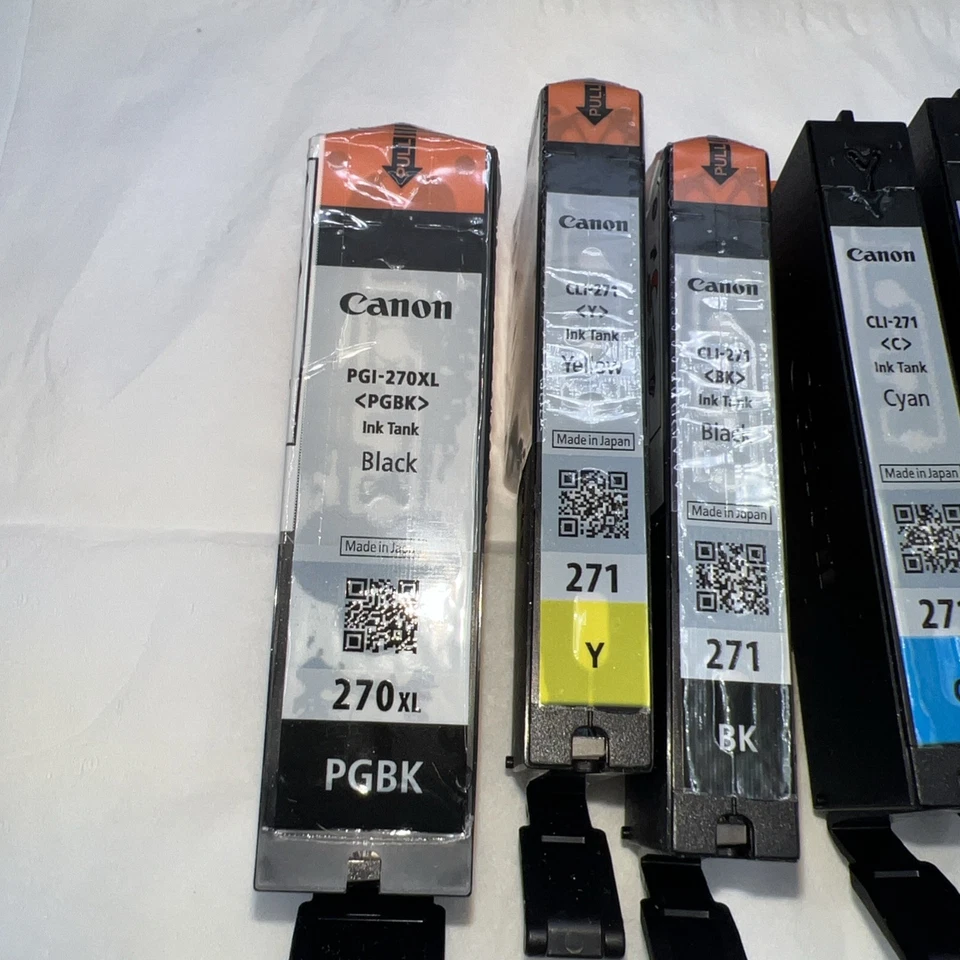 PULL
Canon
PGI-270XL
<PGBK>
Ink Tank
Black
Made in Japan
270XL
PGBK
PULL
Canon
CLI-271
<Y>
Ink Tank
Yellow
Made in Japan
271
Y
PULL
Canon
CLI-271
<BK>
Ink Tank
Black
Made in Japan
271
BK
Canon
CLI-271
<C>
Ink Tank
Cyan
Made in Japan